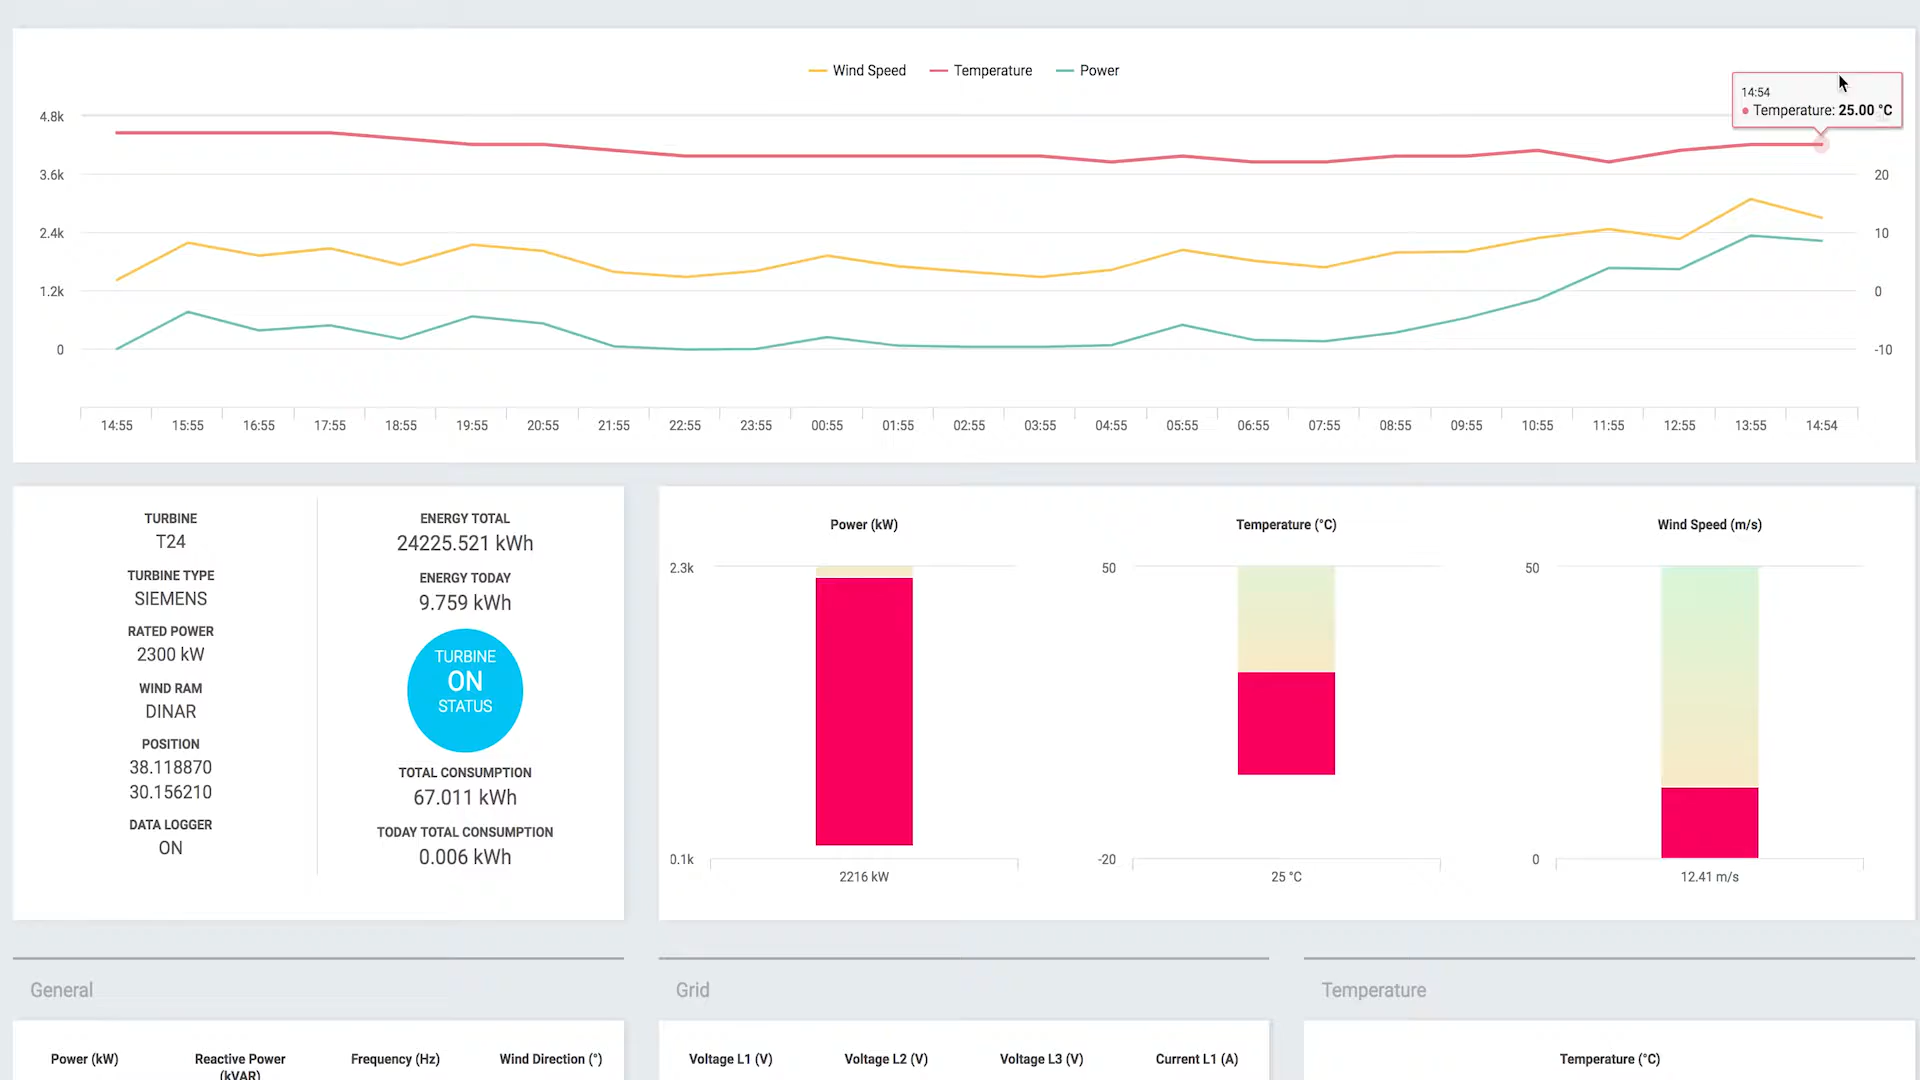 Wind Speed Temperature Power
14:54
Temperature: 25.00 °C
4.8k
3.6k 20
2.4k 10
1.2k 0
0 -10
14:55 15:55 16:55 17:55 18:55 19:55 20:55 21:55 22:55 23:55 00:55 01:55 02:55 03:55 04:55 05:55 06:55 07:55 08:55 09:55 10:55 11:55 12:55 13:55 14:54
TURBINE
T24
TURBINE TYPE
SIEMENS
RATED POWER
2300 kW
WIND RAM
DINAR
POSITION
38.118870
30.156210
DATA LOGGER
ON
ENERGY TOTAL
24225.521 kWh
ENERGY TODAY
9.759 kWh
TURBINE
ON
STATUS
TOTAL CONSUMPTION
67.011 kWh
TODAY TOTAL CONSUMPTION
0.006 kWh
Power (kW)
2.3k
0.1k
2216 kW
Temperature (°C)
50
-20
25 °C
Wind Speed (m/s)
50
0
12.41 m/s
General
Power (kW) Reactive Power Frequency (Hz) Wind Direction (°)
(kVAR)
Grid
Voltage L1 (V) Voltage L2 (V) Voltage L3 (V) Current L1 (A)
Temperature
Temperature (°C)